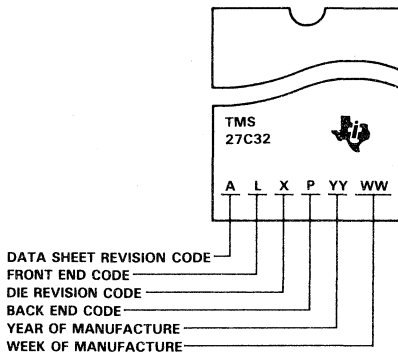 TMS
27C32
A L X P YY WW
DATA SHEET REVISION CODE
FRONT END CODE
DIE REVISION CODE
BACK END CODE
YEAR OF MANUFACTURE
WEEK OF MANUFACTURE